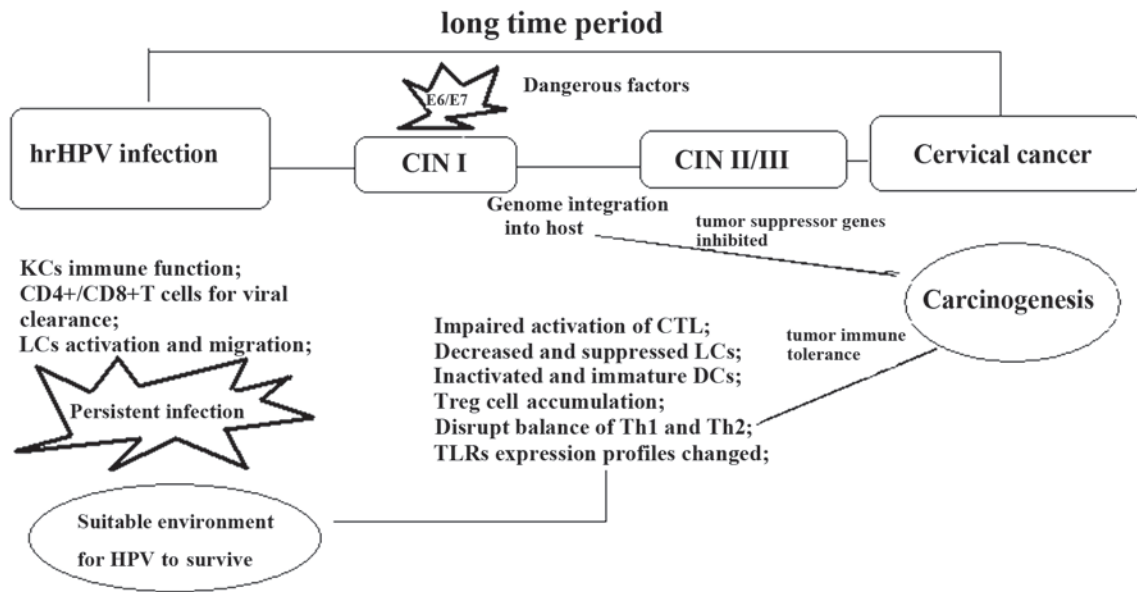 long time period
E6/E7
Dangerous factors
hrHPV infection
CIN I
CIN II/III
Cervical cancer
Genome integration
into host
tumor suppressor genes
inhibited
KCs immune function;
CD4+/CD8+T cells for viral
clearance;
LCs activation and migration;
Persistent infection
Carcinogenesis
Impaired activation of CTL;
Decreased and suppressed LCs;
Inactivated and immature DCs;
Treg cell accumulation;
Disrupt balance of Th1 and Th2;
TLRs expression profiles changed;
tumor immune
tolerance
Suitable environment
for HPV to survive